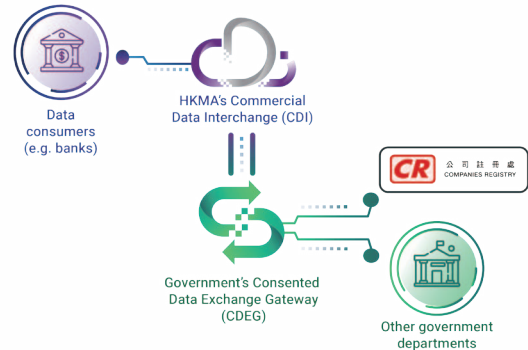 Data
consumers
(e.g. banks)
HKMA's Commercial
Data Interchange (CDI)
CR
公司註冊處
COMPANIES REGISTRY
Government's Consented
Data Exchange Gateway
(CDEG)
Other government
departments